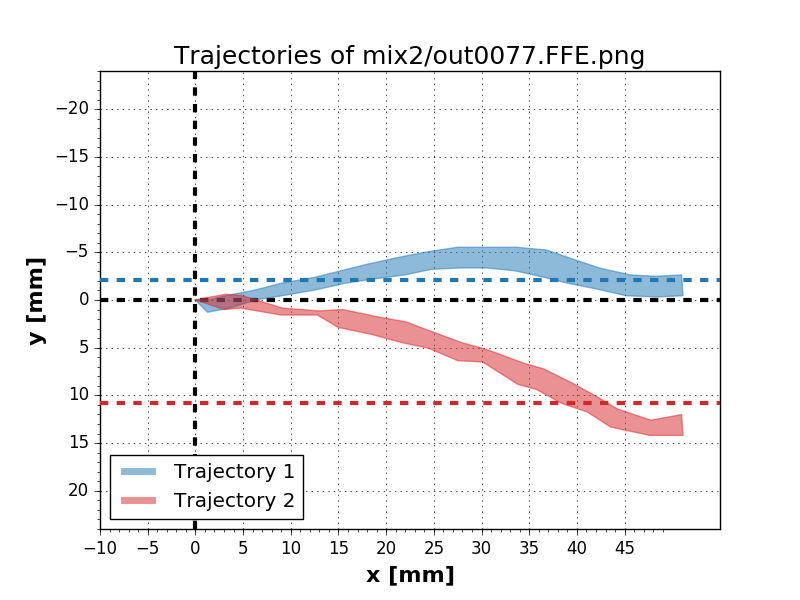 Trajectories of mix2/out0077.FFE.png
−20
−15
−10
−5
0
5
10
15
20
y [mm]
Trajectory 1
Trajectory 2
−10 −5 0 5 10 15 20 25 30 35 40 45
x [mm]